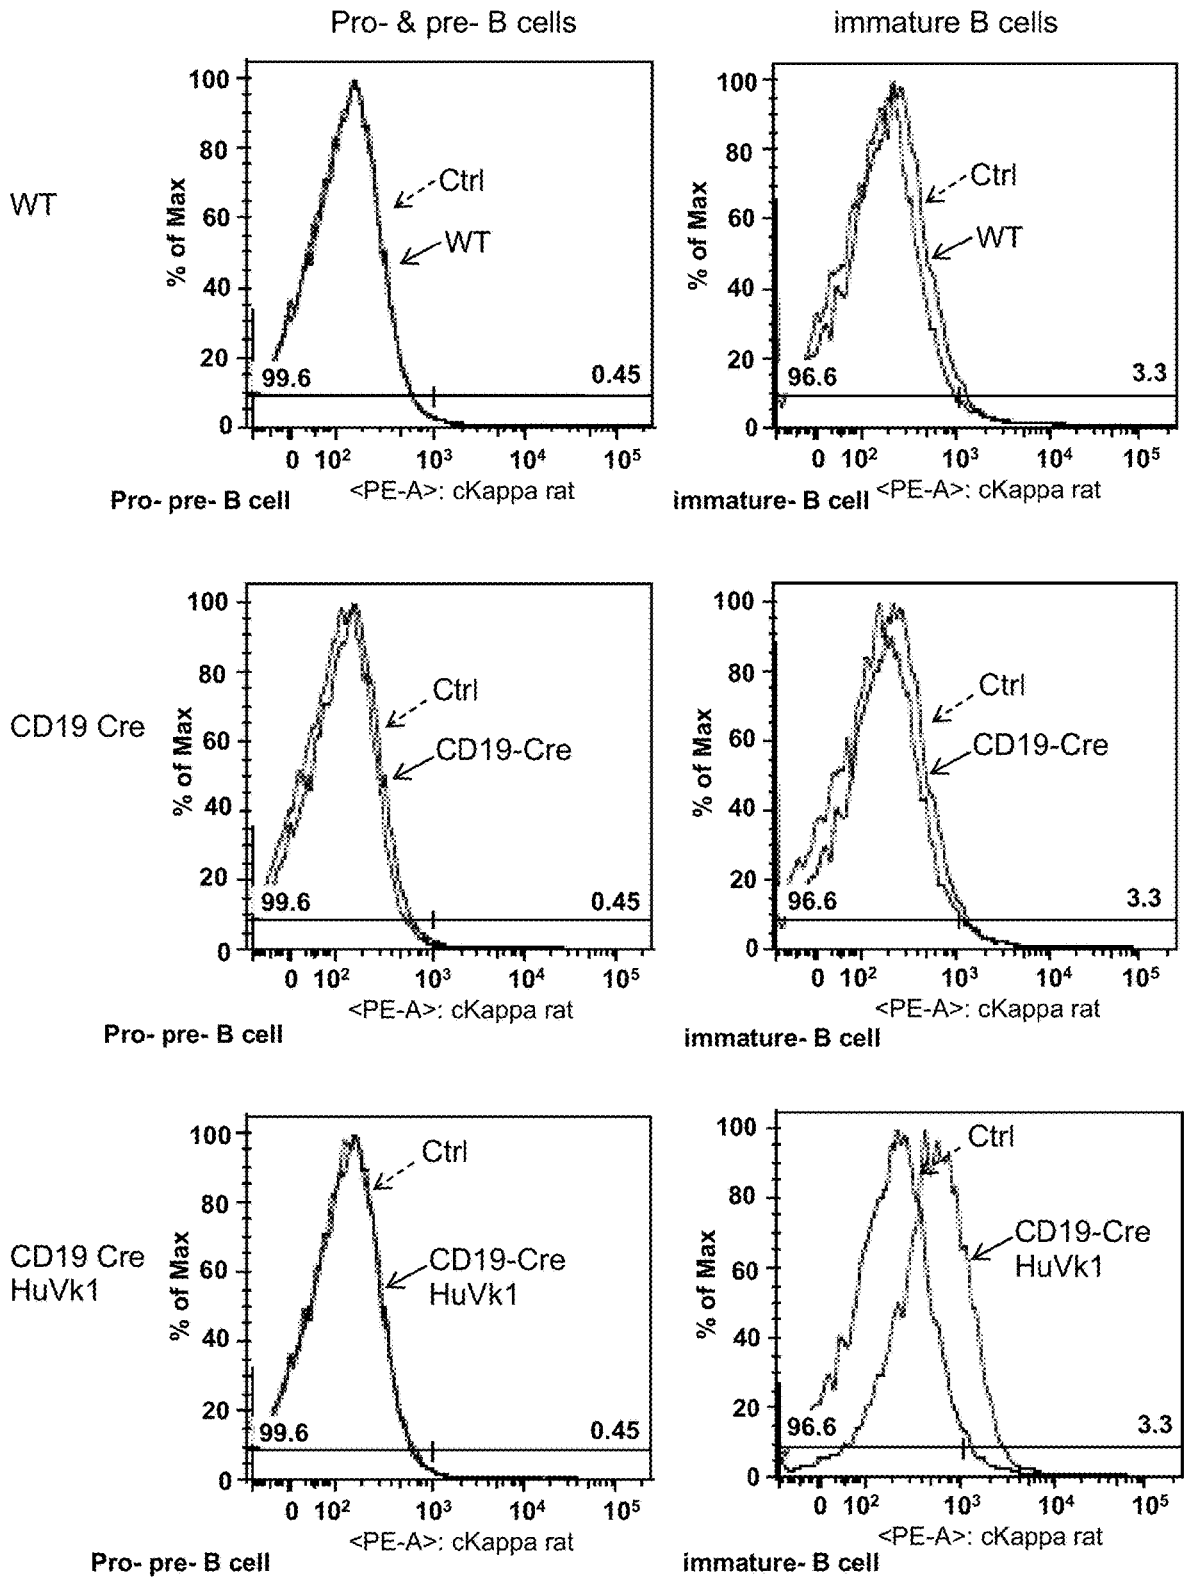 Pro- & pre- B cells
immature B cells
WT
% of Max
100
80
60
40
20
0
Ctrl
WT
99.6
0.45
0 10² 10³ 10⁴ 10⁵
<PE-A>: cKappa rat
Pro- pre- B cell
% of Max
100
80
60
40
20
0
Ctrl
WT
96.6
3.3
0 10² 10³ 10⁴ 10⁵
<PE-A>: cKappa rat
immature- B cell
CD19 Cre
% of Max
100
80
60
40
20
0
Ctrl
CD19-Cre
99.6
0.45
0 10² 10³ 10⁴ 10⁵
<PE-A>: cKappa rat
Pro- pre- B cell
% of Max
100
80
60
40
20
0
Ctrl
CD19-Cre
96.6
3.3
0 10² 10³ 10⁴ 10⁵
<PE-A>: cKappa rat
immature- B cell
CD19 Cre
HuVk1
% of Max
100
80
60
40
20
0
Ctrl
CD19-Cre
HuVk1
99.6
0.45
0 10² 10³ 10⁴ 10⁵
<PE-A>: cKappa rat
Pro- pre- B cell
% of Max
100
80
60
40
20
0
Ctrl
CD19-Cre
HuVk1
96.6
3.3
0 10² 10³ 10⁴ 10⁵
<PE-A>: cKappa rat
immature- B cell